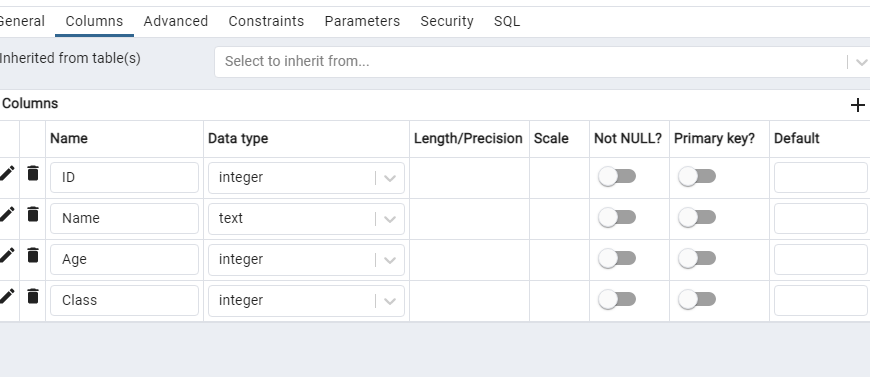 General Columns Advanced Constraints Parameters Security SQL
Inherited from table(s) Select to inherit from...
Columns
Name Data type Length/Precision Scale Not NULL? Primary key? Default
ID integer
Name text
Age integer
Class integer